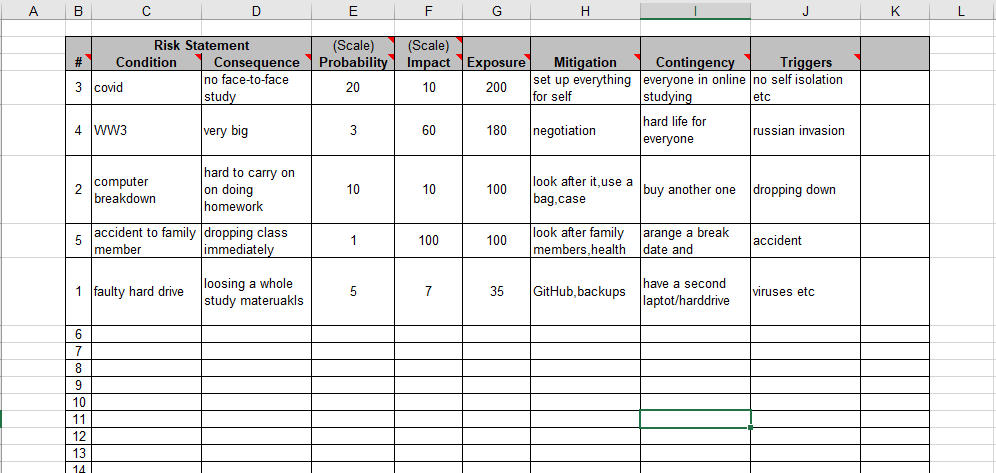 A B C D E F G H I J K L
Risk Statement (Scale) (Scale)
# Condition Consequence Probability Impact Exposure Mitigation Contingency Triggers
3 covid no face-to-face study 20 10 200 set up everything for self everyone in online studying no self isolation etc
4 WW3 very big 3 60 180 negotiation hard life for everyone russian invasion
2 computer breakdown hard to carry on on doing homework 10 10 100 look after it,use a bag,case buy another one dropping down
5 accident to family member dropping class immediately 1 100 100 look after family members,health arange a break date and accident
1 faulty hard drive loosing a whole study materuakls 5 7 35 GitHub,backups have a second laptot/harddrive viruses etc
6
7
8
9
10
11
12
13
14